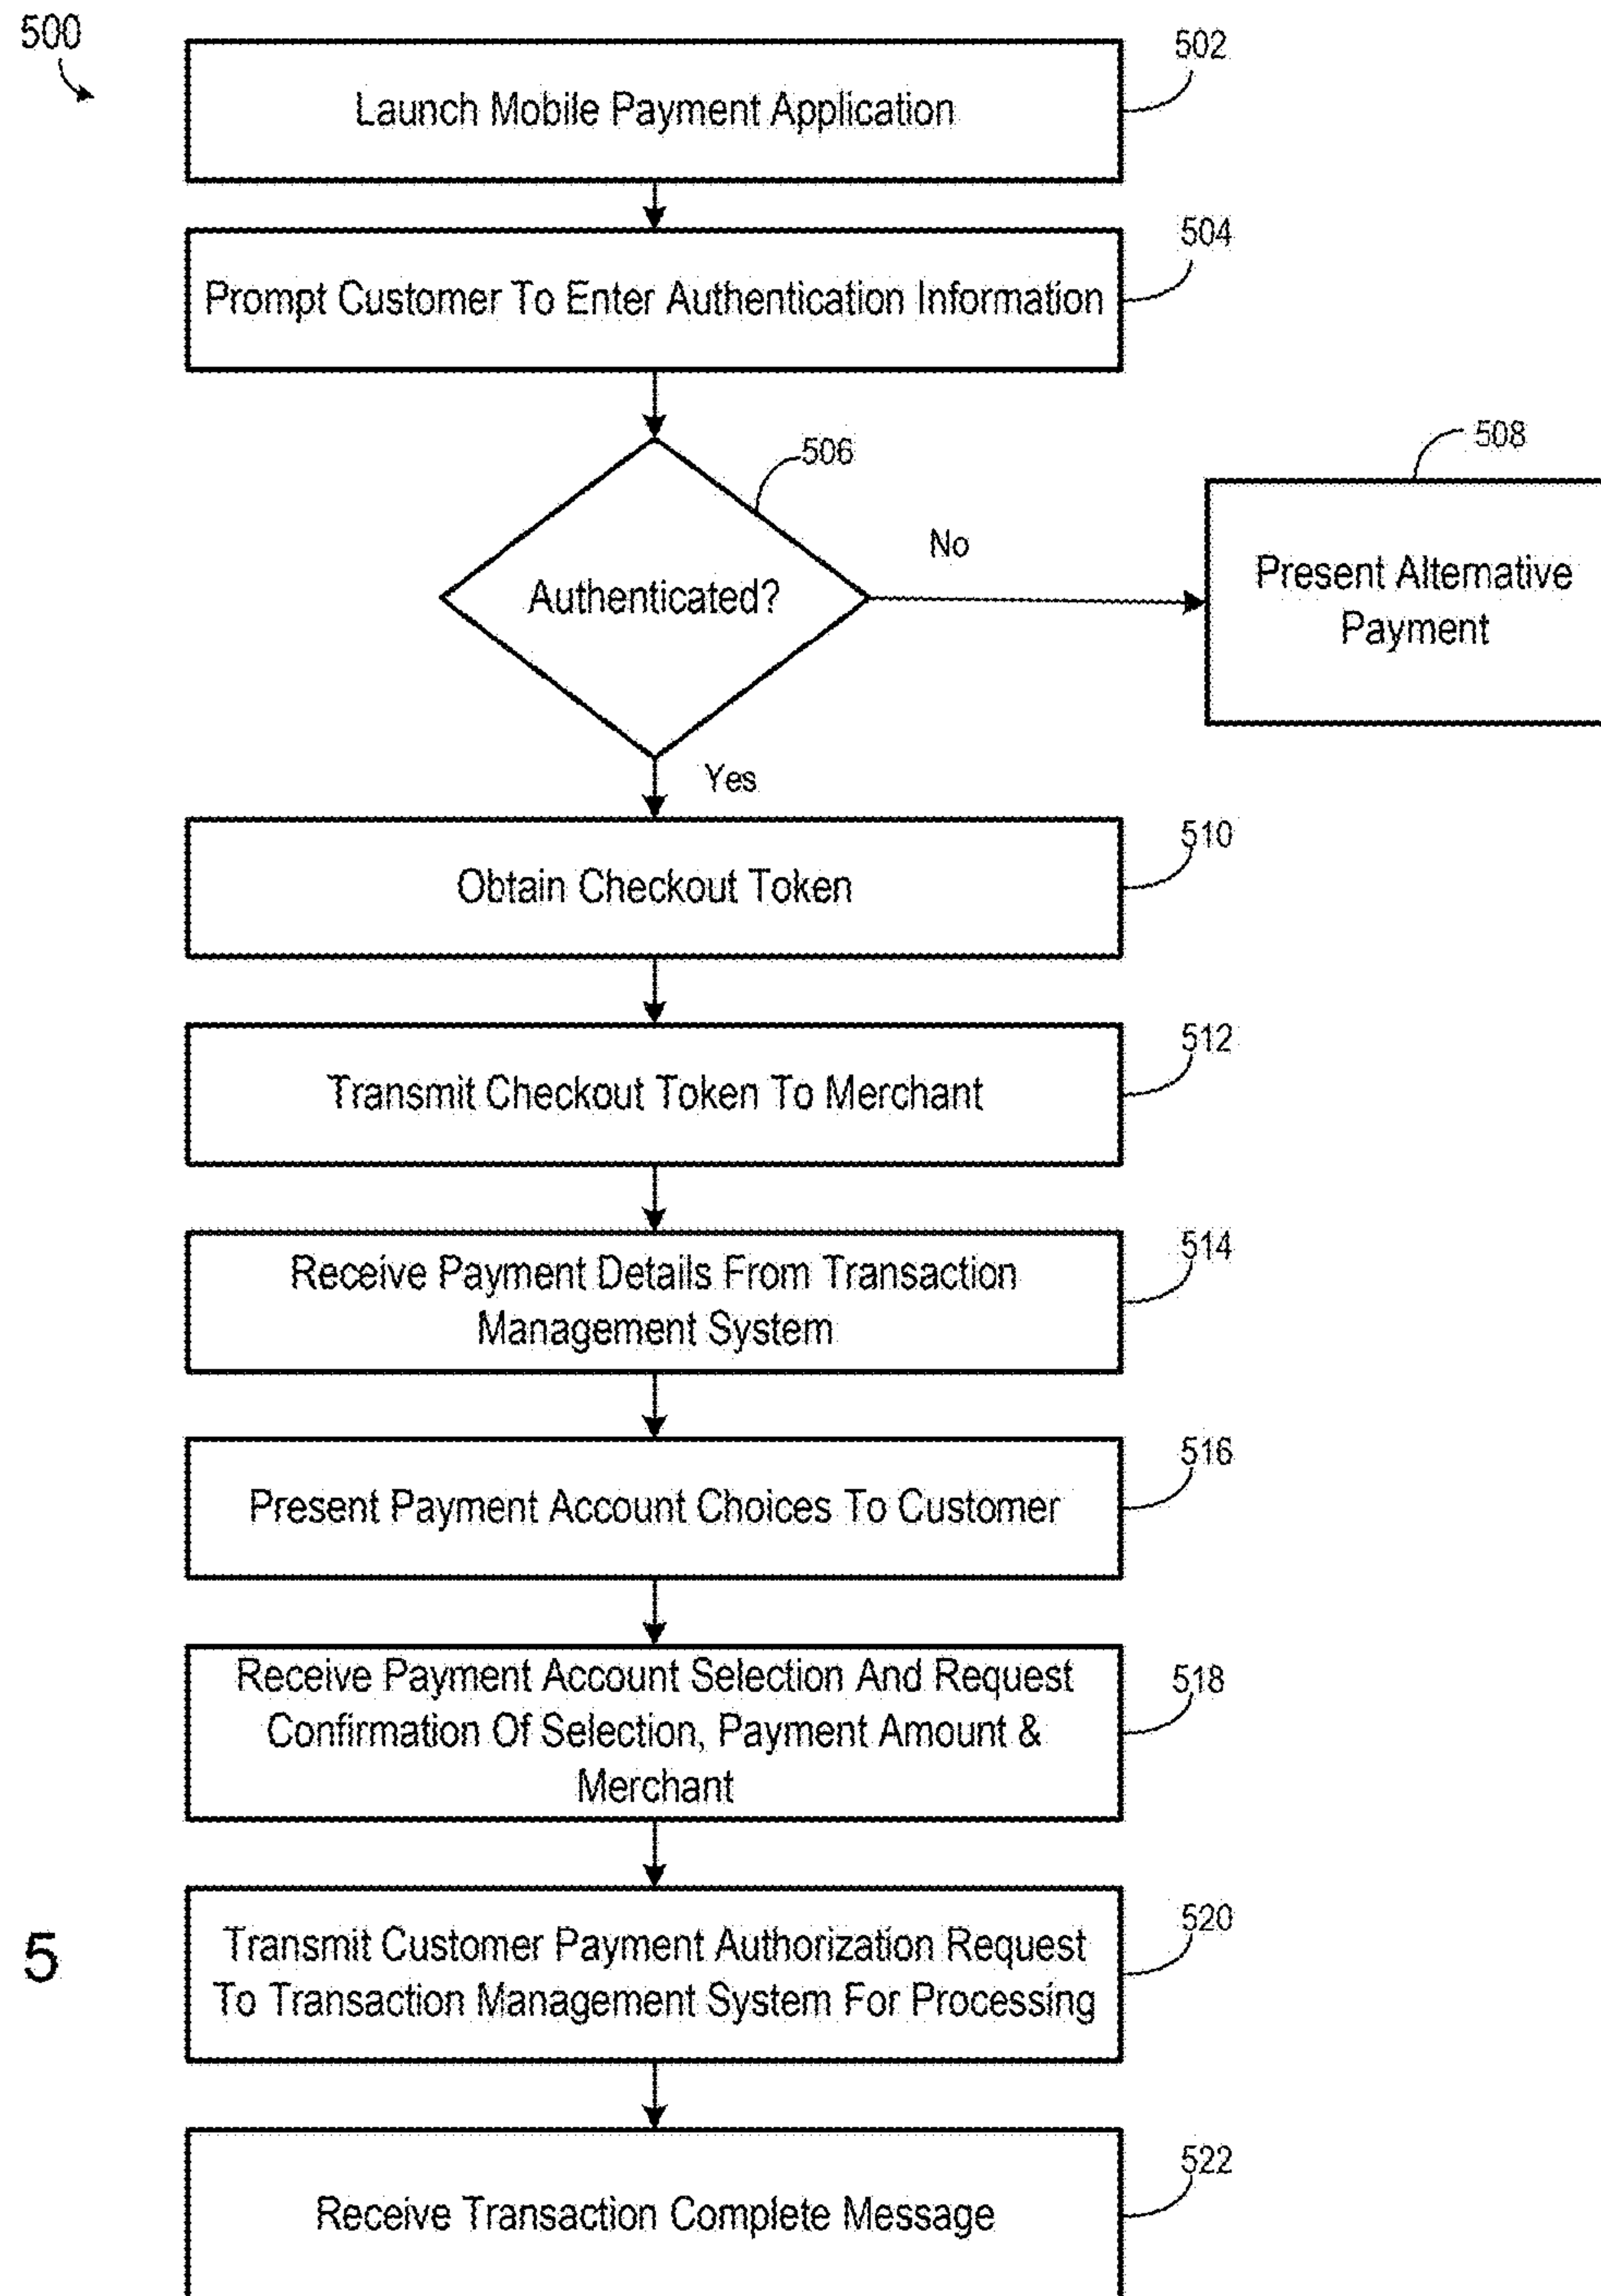 500
502
Launch Mobile Payment Application
504
Prompt Customer To Enter Authentication Information
506
508
Authenticated?
No
Present Alternative
Payment
Yes
510
Obtain Checkout Token
512
Transmit Checkout Token To Merchant
514
Receive Payment Details From Transaction
Management System
516
Present Payment Account Choices To Customer
518
Receive Payment Account Selection And Request
Confirmation Of Selection, Payment Amount &
Merchant
520
5
Transmit Customer Payment Authorization Request
To Transaction Management System For Processing
522
Receive Transaction Complete Message